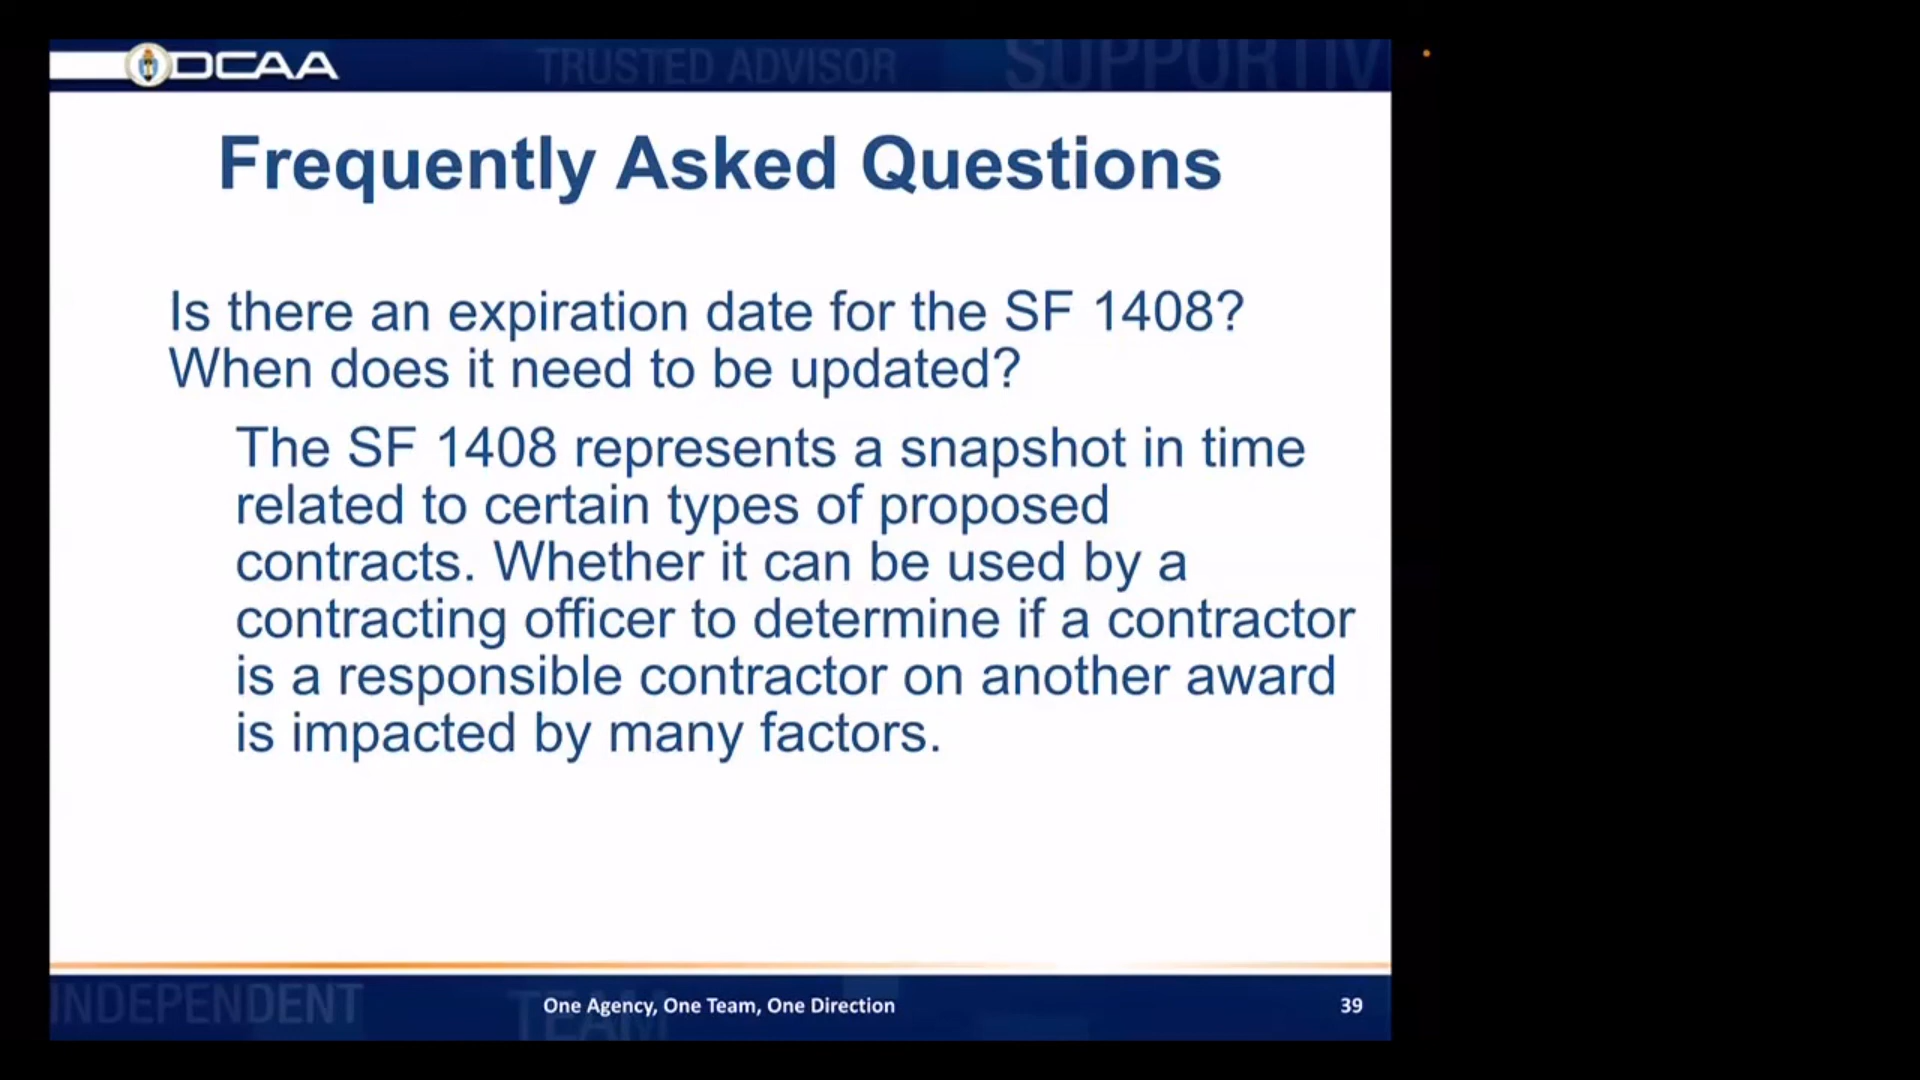 DCAA
TRUSTED ADVISOR
SUPPORTIV
Frequently Asked Questions
Is there an expiration date for the SF 1408?
When does it need to be updated?
The SF 1408 represents a snapshot in time
related to certain types of proposed
contracts. Whether it can be used by a
contracting officer to determine if a contractor
is a responsible contractor on another award
is impacted by many factors.
INDEPENDENT
TEAM
One Agency, One Team, One Direction
39